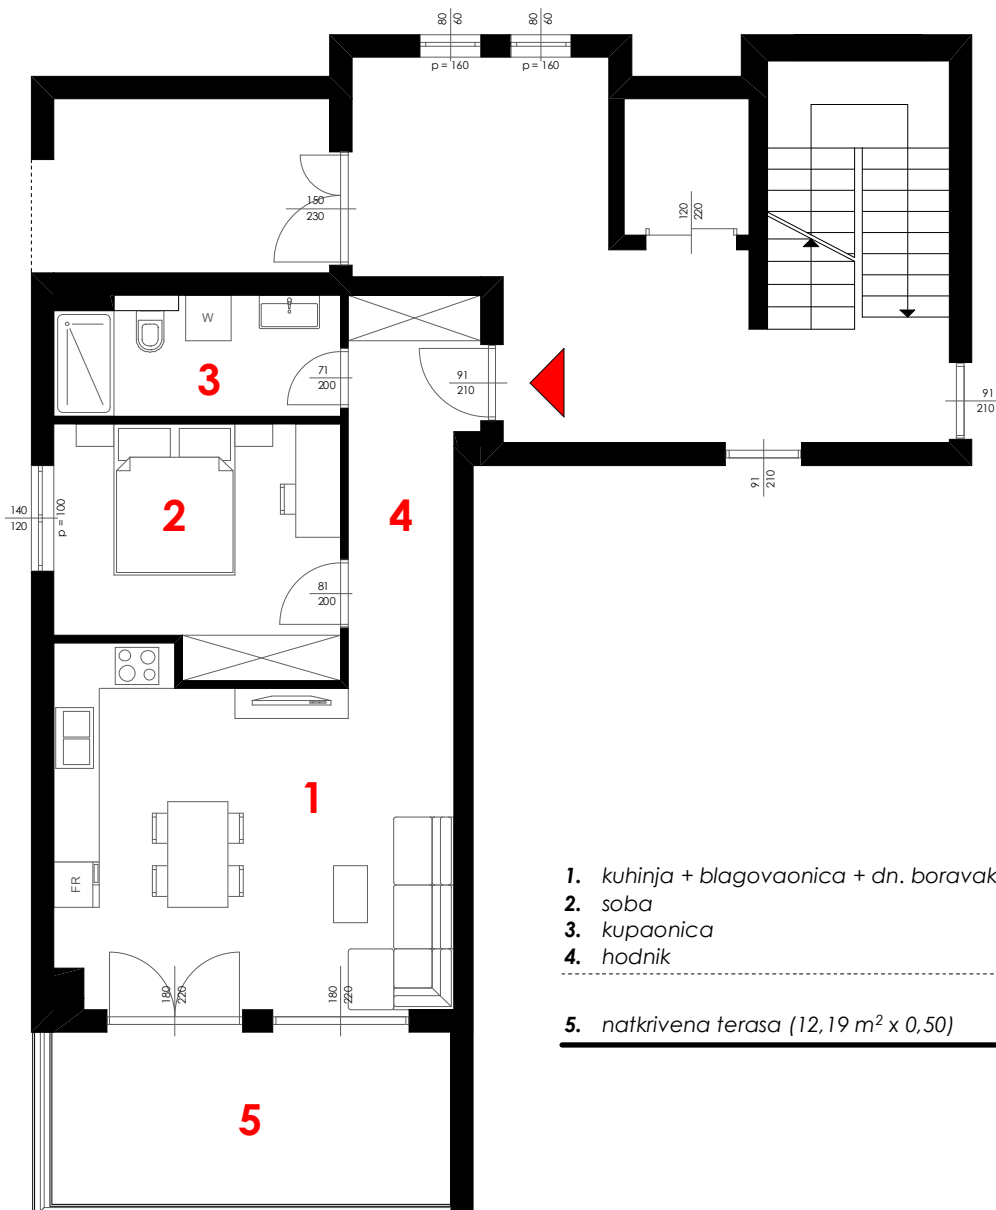 80
60
80
60
p = 160
p = 160
150
230
120
220
W
3
71
200
91
210
91
210
140
120
p = 100
2
4
91
210
81
200
1
FR
1. kuhinja + blagovaonica + dn. boravak
2. soba
3. kupaonica
4. hodnik
180
220
180
220
5. natkrivena terasa (12,19 m² x 0,50)
5